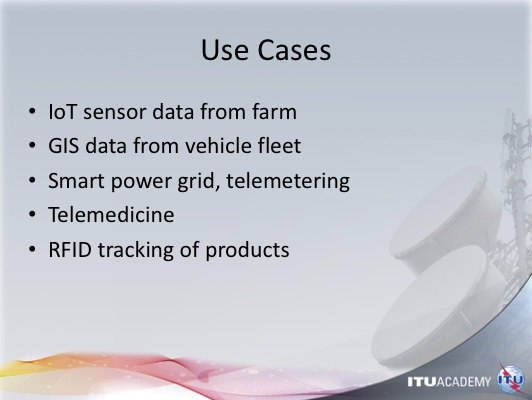 Use Cases
• IoT sensor data from farm
• GIS data from vehicle fleet
• Smart power grid, telemetering
• Telemedicine
• RFID tracking of products
ITUACADEMY ITU